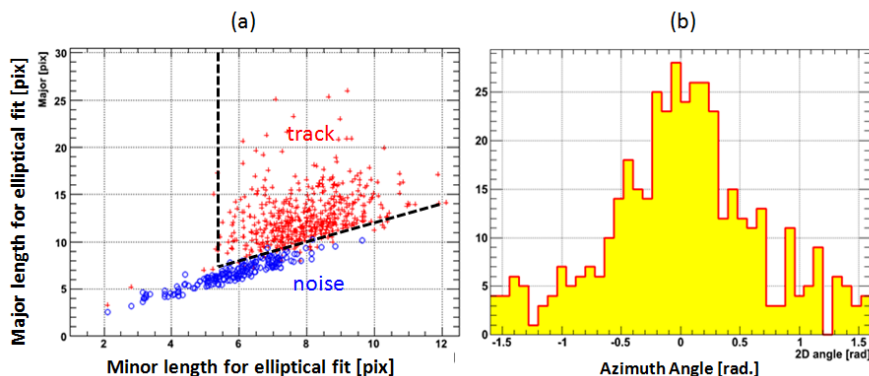 (a)
(b)
Major length for elliptical fit [pix]
Major [pix]
30
25
20
15
10
5
0
track
noise
2
4
6
8
10
12
Minor length for elliptical fit [pix]
25
20
15
10
5
0
-1.5
-1
-0.5
0
0.5
1
1.5
2D angle [rad]
Azimuth Angle [rad.]